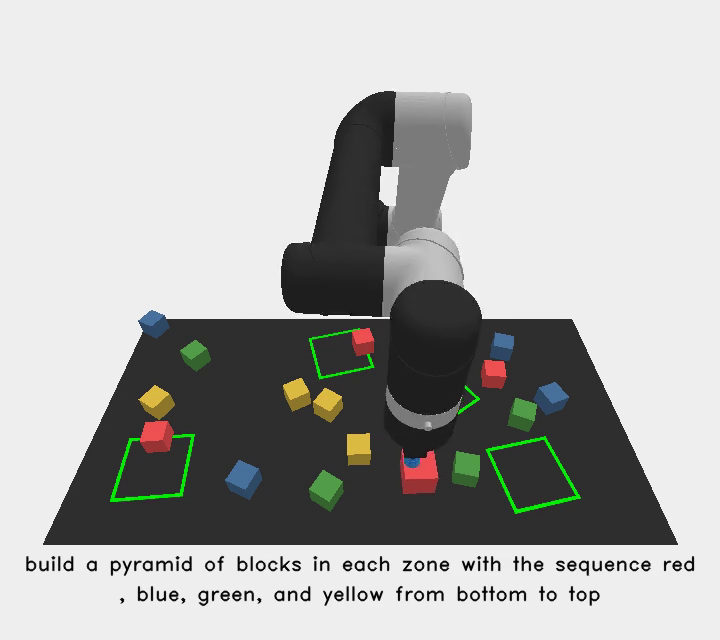 build a pyramid of blocks in each zone with the sequence red
, blue, green, and yellow from bottom to top